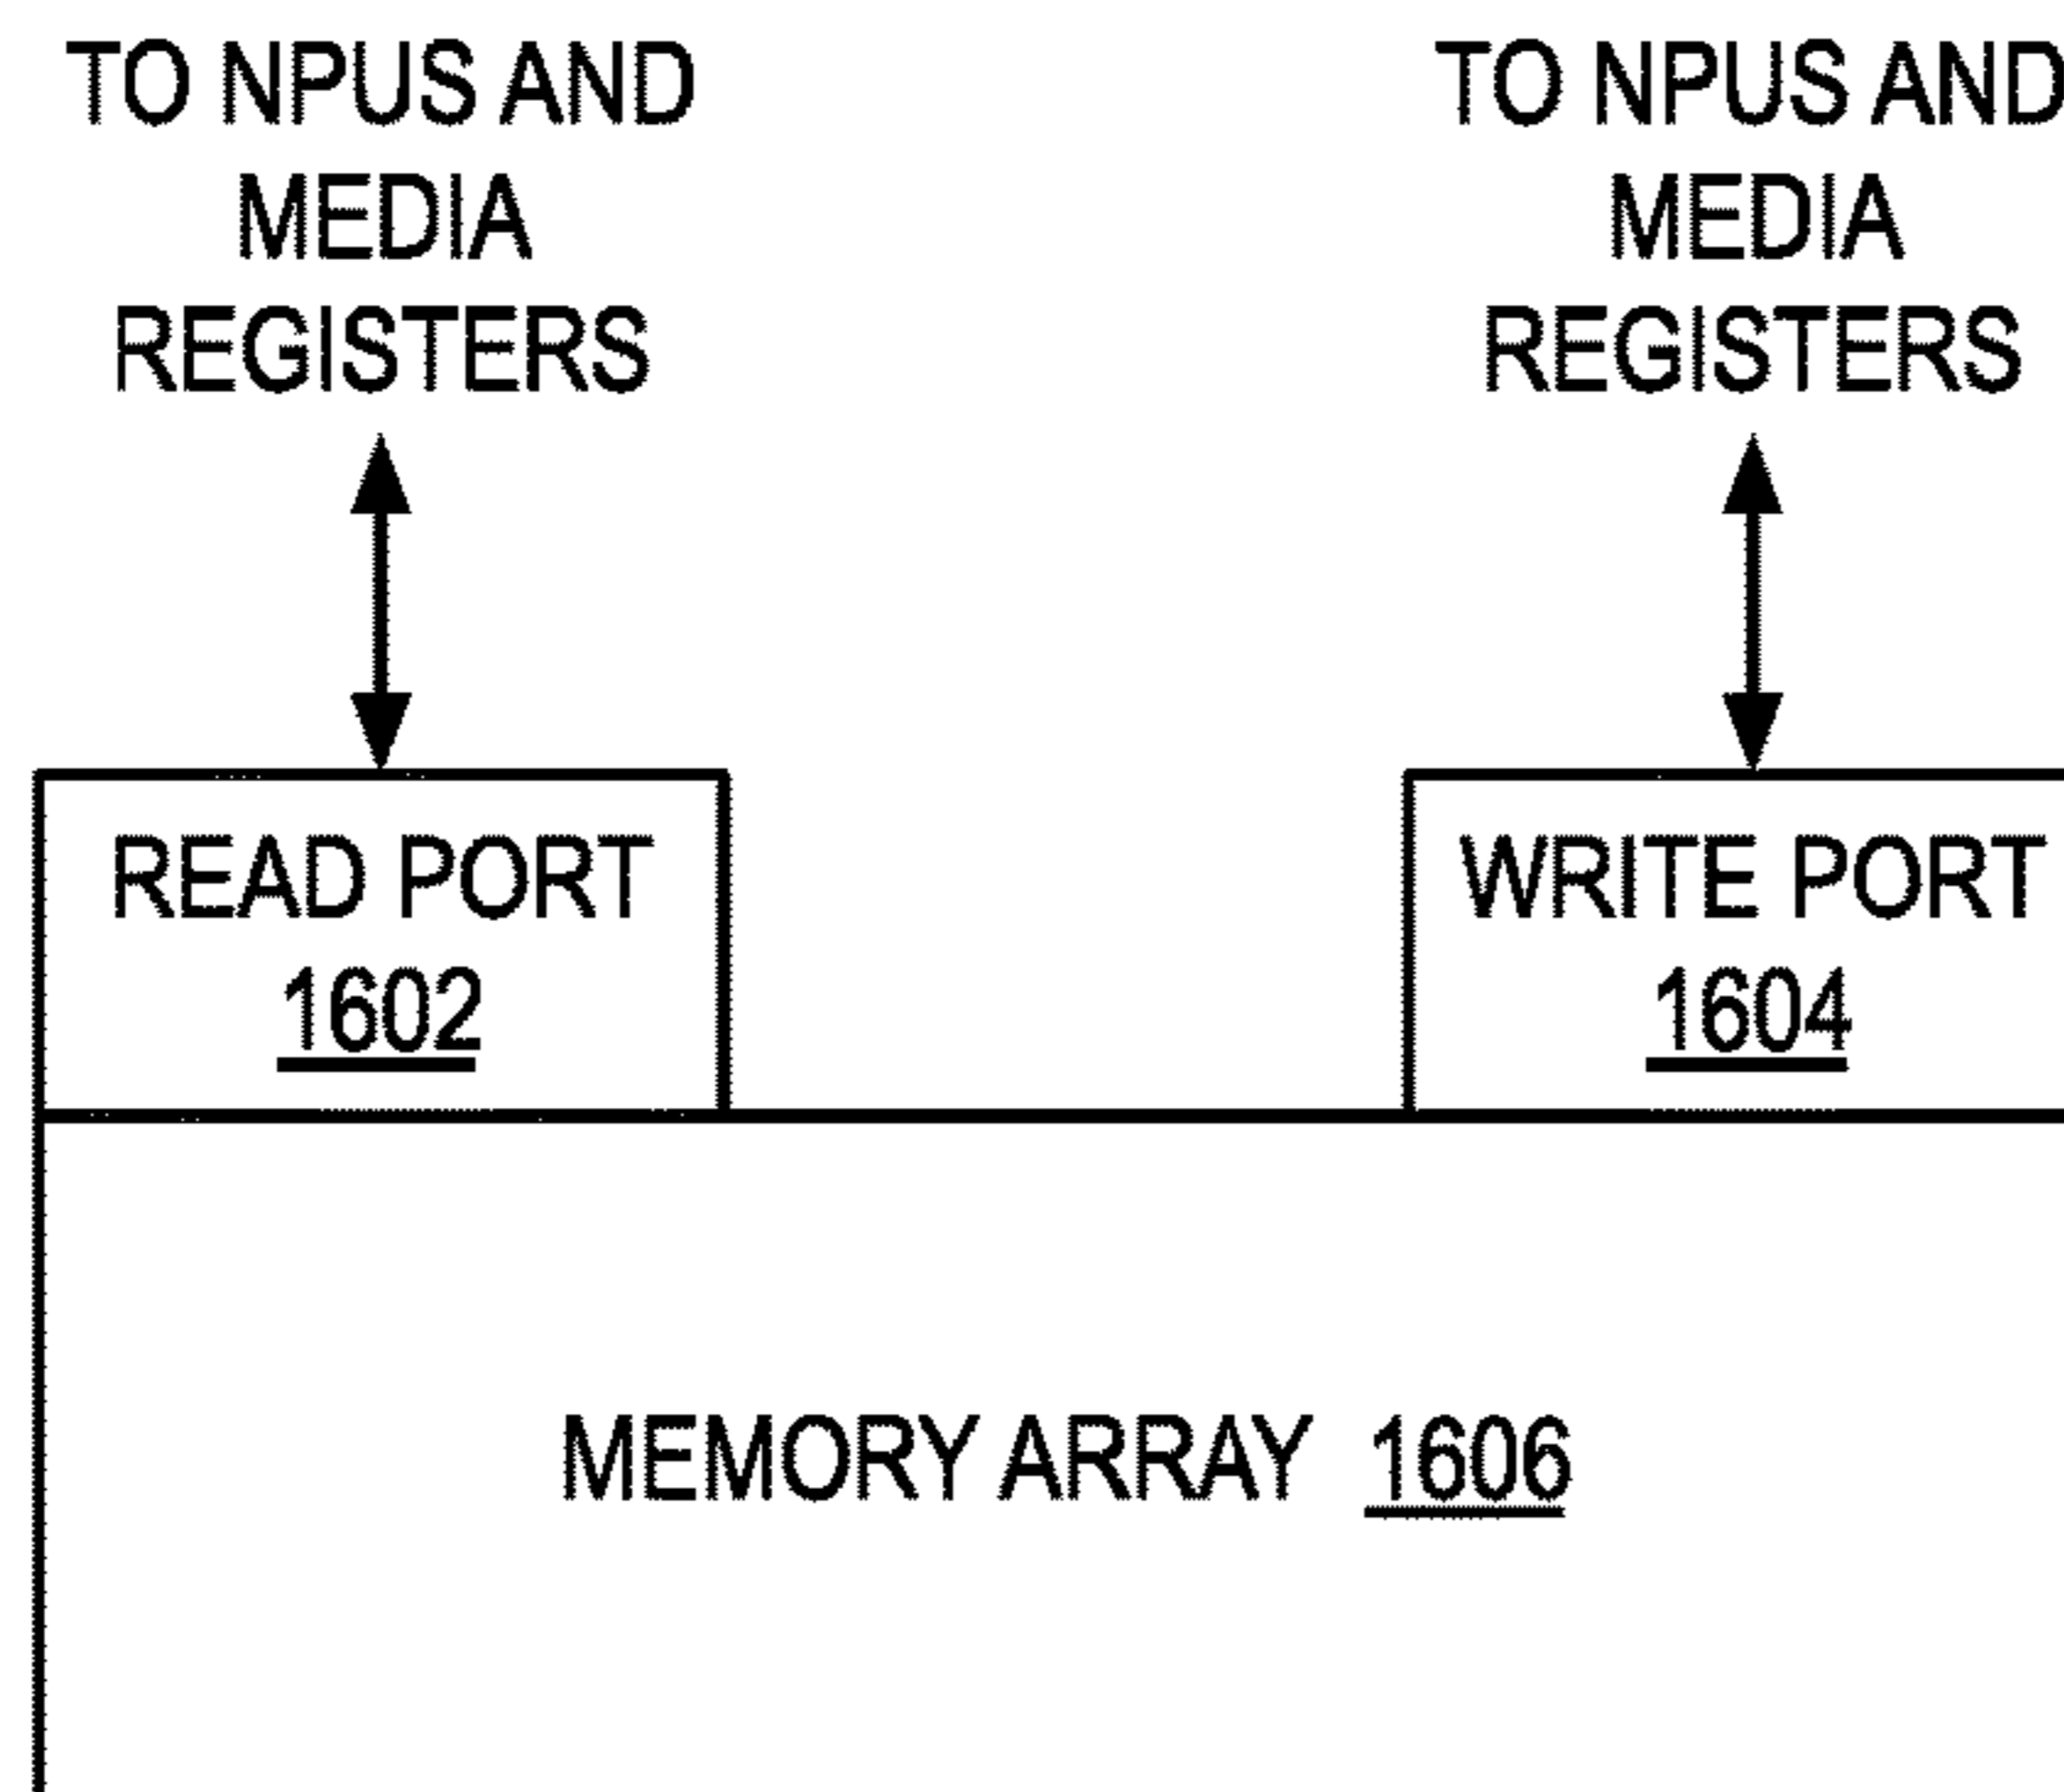 TO NPUS AND
MEDIA
REGISTERS
TO NPUS AND
MEDIA
REGISTERS
READ PORT
1602
WRITE PORT
1604
MEMORY ARRAY 1606